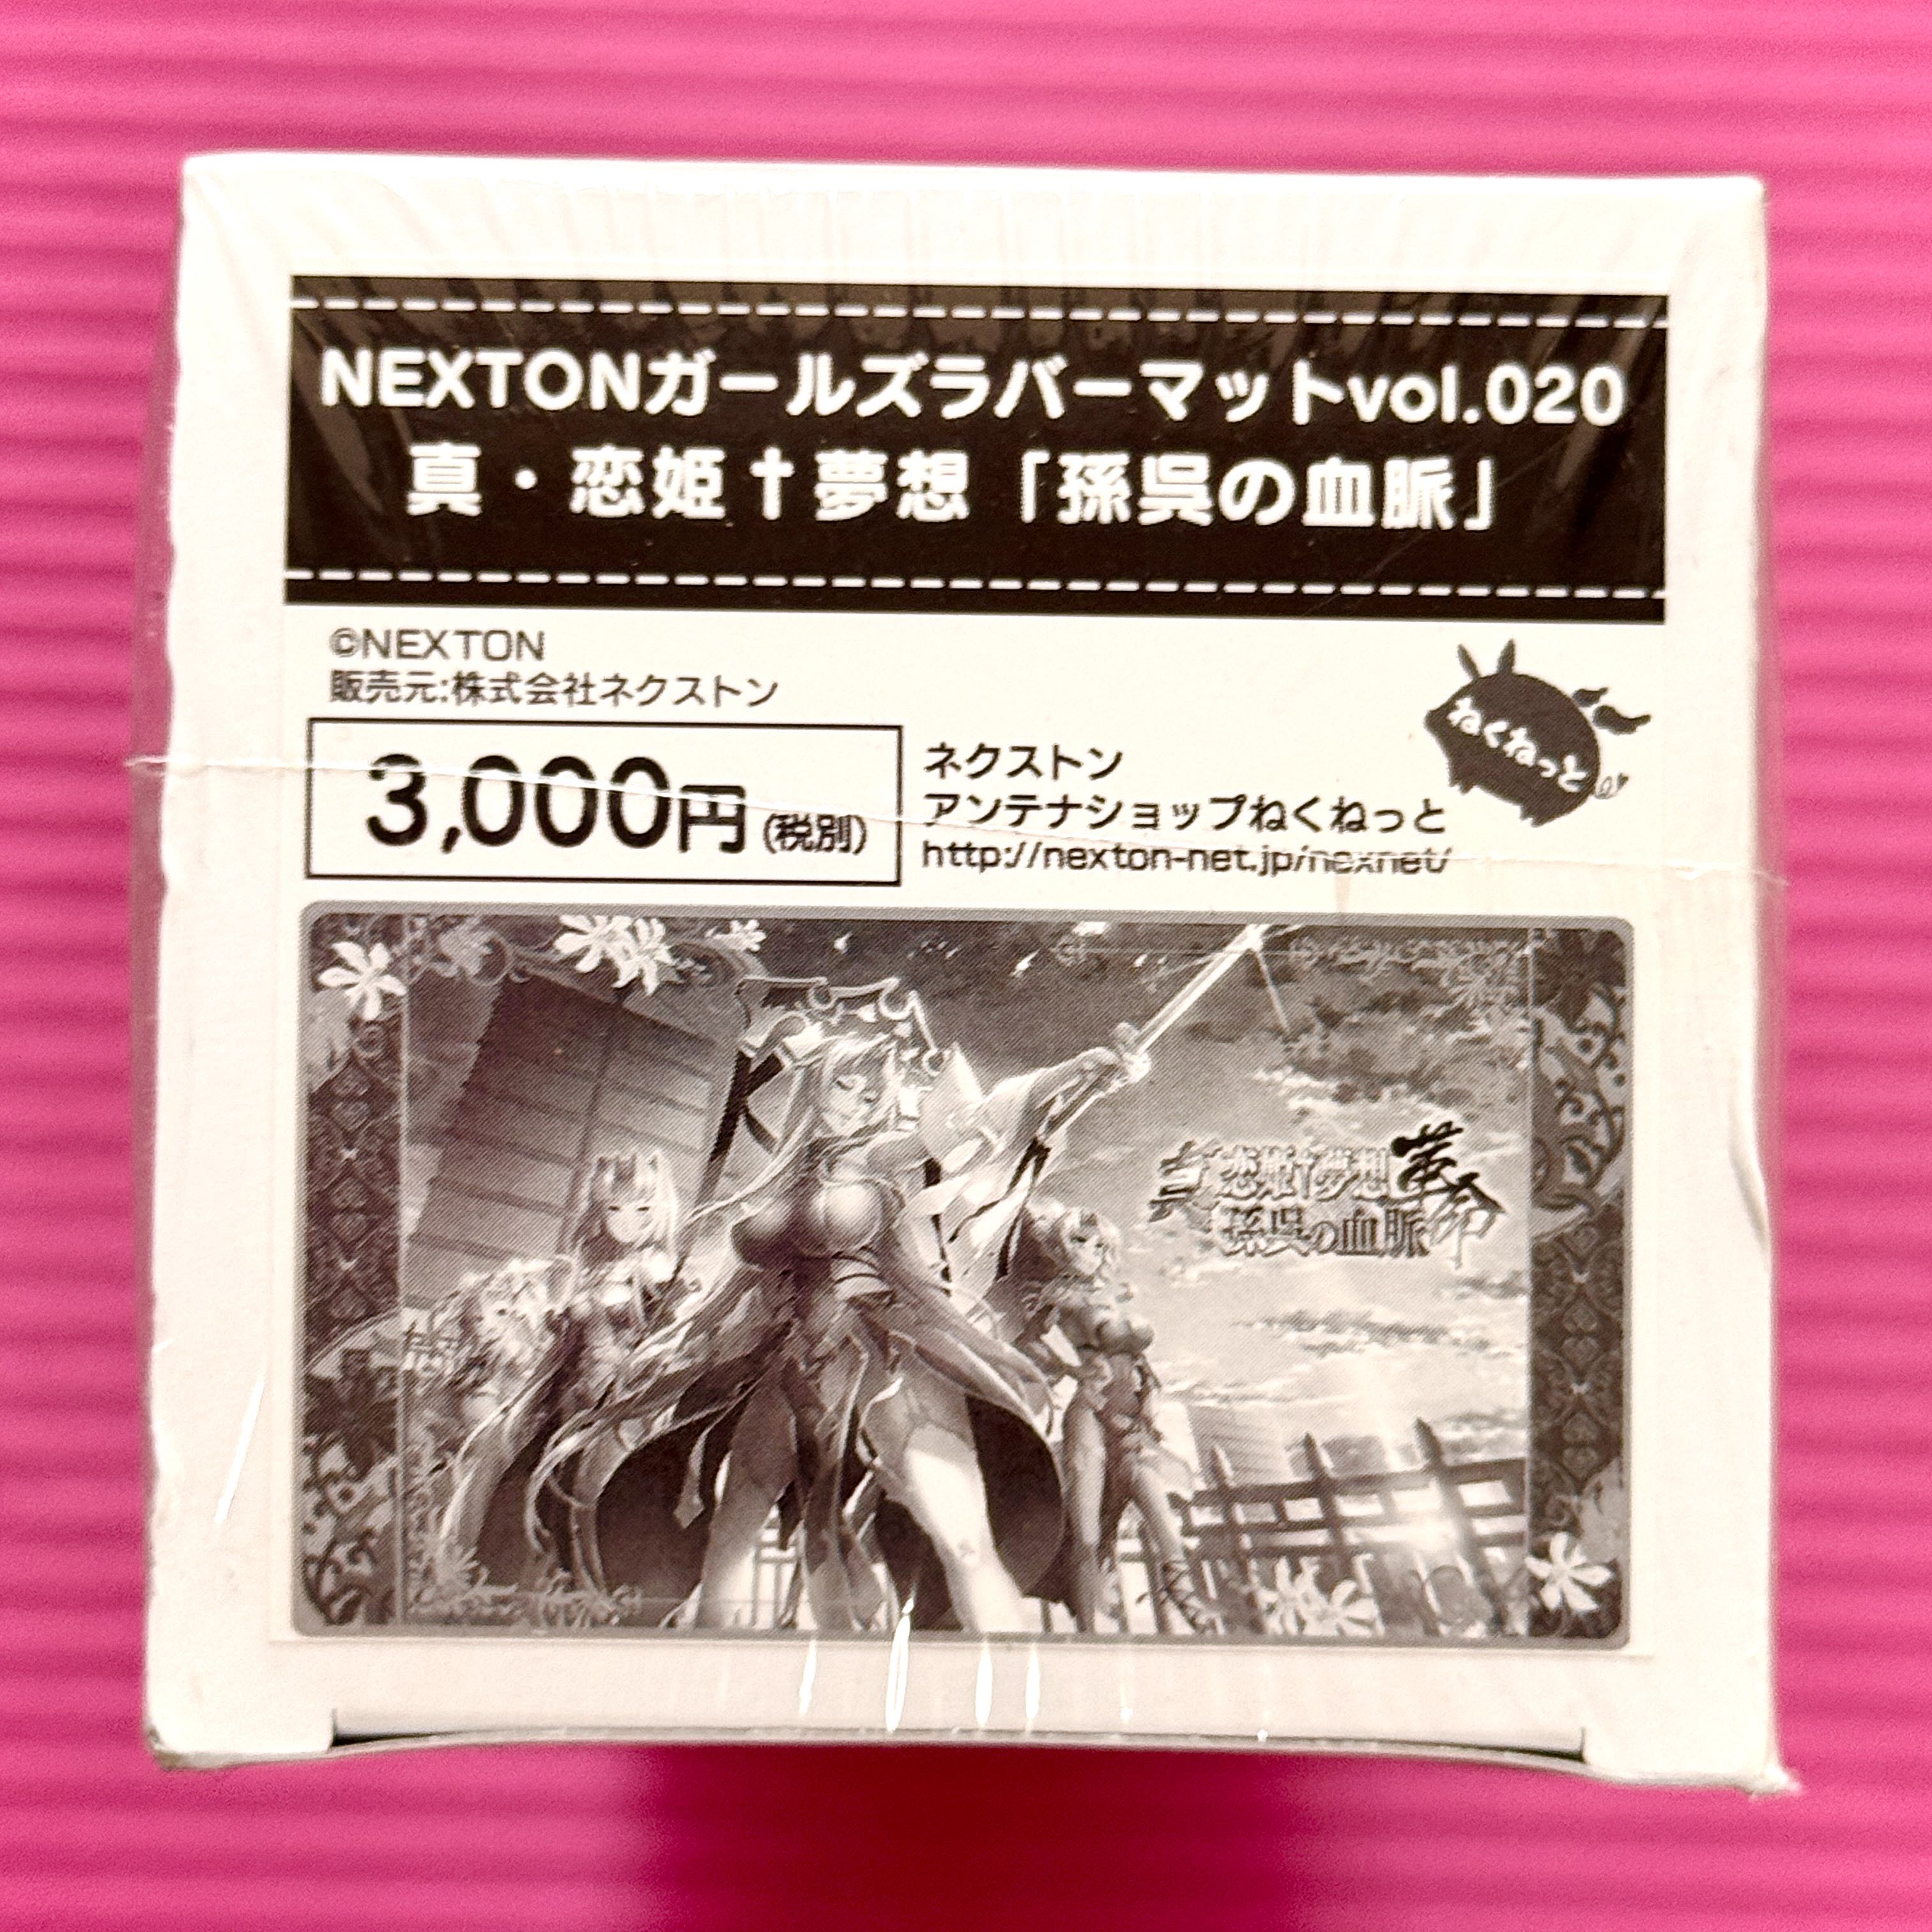 NEXTONガールズラバーマットvol.020
真・恋姫†夢想「孫呉の血脈」
©NEXTON
販売元:株式会社ネクストン
3,000円(税別)
ネクストン
アンテナショップねくねっと
http://nexton-net.jp/nexnet/
ねくねっと
真 恋姫†夢想 革命
孫呉の血脈